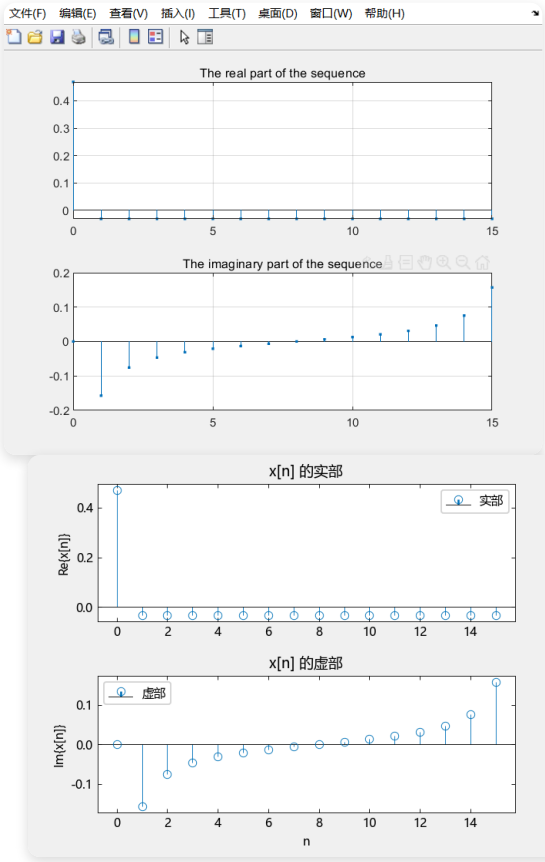 文件(F) 编辑(E) 查看(V) 插入(I) 工具(T) 桌面(D) 窗口(W) 帮助(H)
The real part of the sequence
0.4
0.3
0.2
0.1
0
0 5 10 15
The imaginary part of the sequence
0.2
0.1
0
-0.1
-0.2
0 5 10 15
x[n] 的实部
实部
Re{x[n]}
0.4
0.2
0.0
0 2 4 6 8 10 12 14
x[n] 的虚部
虚部
Im{x[n]}
0.1
0.0
-0.1
0 2 4 6 8 10 12 14
n